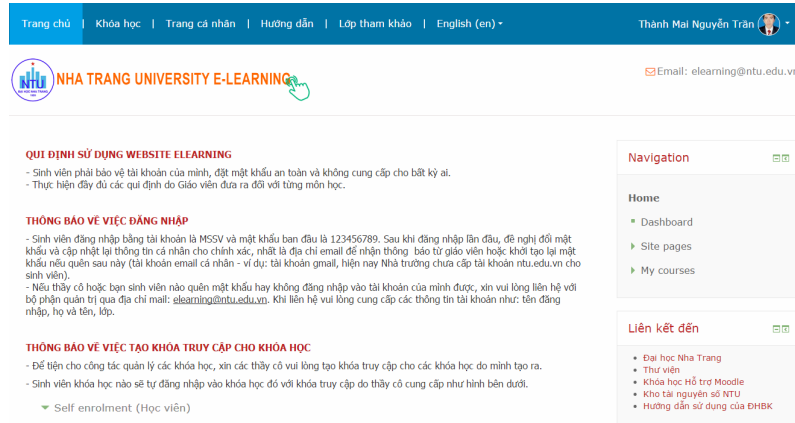 Trang chủ | Khóa học | Trang cá nhân | Hướng dẫn | Lớp tham khảo | English (en)
Thành Mai Nguyễn Trần
NTU
NHA TRANG UNIVERSITY E-LEARNING
Email: elearning@ntu.edu.vn
QUI ĐỊNH SỬ DỤNG WEBSITE ELEARNING
- Sinh viên phải bảo vệ tài khoản của mình, đặt mật khẩu an toàn và không cung cấp cho bất kỳ ai.
- Thực hiện đầy đủ các qui định do Giáo viên đưa ra đối với từng môn học.
THÔNG BÁO VỀ VIỆC ĐĂNG NHẬP
- Sinh viên đăng nhập bằng tài khoản là MSSV và mật khẩu ban đầu là 123456789. Sau khi đăng nhập lần đầu, đề nghị đổi mật
khẩu và cập nhật lại thông tin cá nhân cho chính xác, nhất là địa chỉ email để nhận thông báo từ giáo viên hoặc khởi tạo lại mật
khẩu nếu quên sau này (tài khoản email cá nhân - ví dụ: tài khoản gmail, hiện nay Nhà trường chưa cấp tài khoản ntu.edu.vn cho
sinh viên).
- Nếu thầy cô hoặc bạn sinh viên nào quên mật khẩu hay không đăng nhập vào tài khoản của mình được, xin vui lòng liên hệ với
bộ phận quản trị qua địa chỉ mail: elearning@ntu.edu.vn. Khi liên hệ vui lòng cung cấp các thông tin tài khoản như: tên đăng
nhập, họ và tên, lớp.
THÔNG BÁO VỀ VIỆC TẠO KHÓA TRUY CẬP CHO KHÓA HỌC
- Để tiện cho công tác quản lý các khóa học, xin các thầy cô vui lòng tạo khóa truy cập cho các khóa học do mình tạo ra.
- Sinh viên khóa học nào sẽ tự đăng nhập vào khóa học đó với khóa truy cập do thầy cô cung cấp như hình bên dưới.
Self enrolment (Học viên)
Navigation
Home
Dashboard
Site pages
My courses
Liên kết đến
Đại học Nha Trang
Thư viện
Khóa học Hỗ trợ Moodle
Kho tài nguyên số NTU
Hướng dẫn sử dụng của ĐHBK